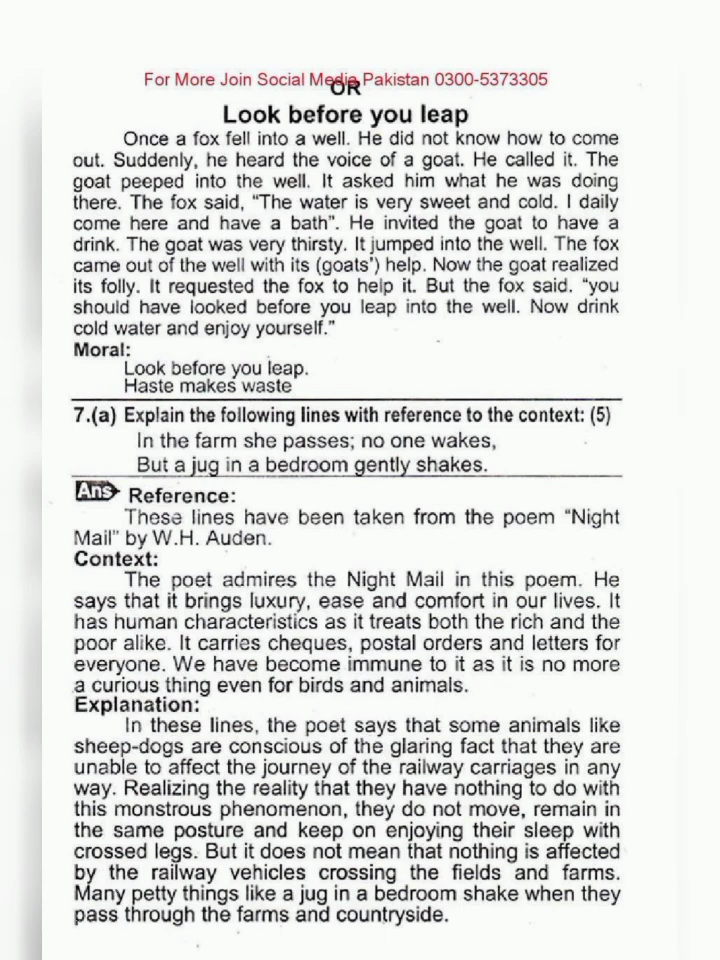 For More Join Social Media Pakistan 0300-5373305
OR
Look before you leap
Once a fox fell into a well. He did not know how to come
out. Suddenly, he heard the voice of a goat. He called it. The
goat peeped into the well. It asked him what he was doing
there. The fox said, “The water is very sweet and cold. I daily
come here and have a bath”. He invited the goat to have a
drink. The goat was very thirsty. It jumped into the well. The fox
came out of the well with its (goats’) help. Now the goat realized
its folly. It requested the fox to help it. But the fox said. “you
should have looked before you leap into the well. Now drink
cold water and enjoy yourself.”
Moral:
Look before you leap.
Haste makes waste
7.(a) Explain the following lines with reference to the context: (5)
In the farm she passes; no one wakes,
But a jug in a bedroom gently shakes.
Ans Reference:
These lines have been taken from the poem “Night
Mail” by W.H. Auden.
Context:
The poet admires the Night Mail in this poem. He
says that it brings luxury, ease and comfort in our lives. It
has human characteristics as it treats both the rich and the
poor alike. It carries cheques, postal orders and letters for
everyone. We have become immune to it as it is no more
a curious thing even for birds and animals.
Explanation:
In these lines, the poet says that some animals like
sheep-dogs are conscious of the glaring fact that they are
unable to affect the journey of the railway carriages in any
way. Realizing the reality that they have nothing to do with
this monstrous phenomenon, they do not move, remain in
the same posture and keep on enjoying their sleep with
crossed legs. But it does not mean that nothing is affected
by the railway vehicles crossing the fields and farms.
Many petty things like a jug in a bedroom shake when they
pass through the farms and countryside.